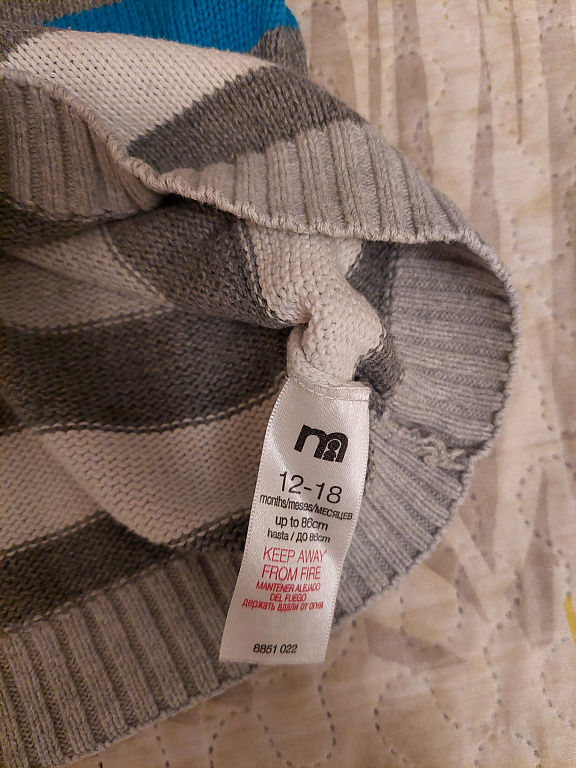 m
12-18
months/meses/МЕСЯЦЕВ
up to 86cm
hasta / ДО 86cm
KEEP AWAY
FROM FIRE
MANTENER ALEJADO
DEL FUEGO
держать вдали от огня
8851 022